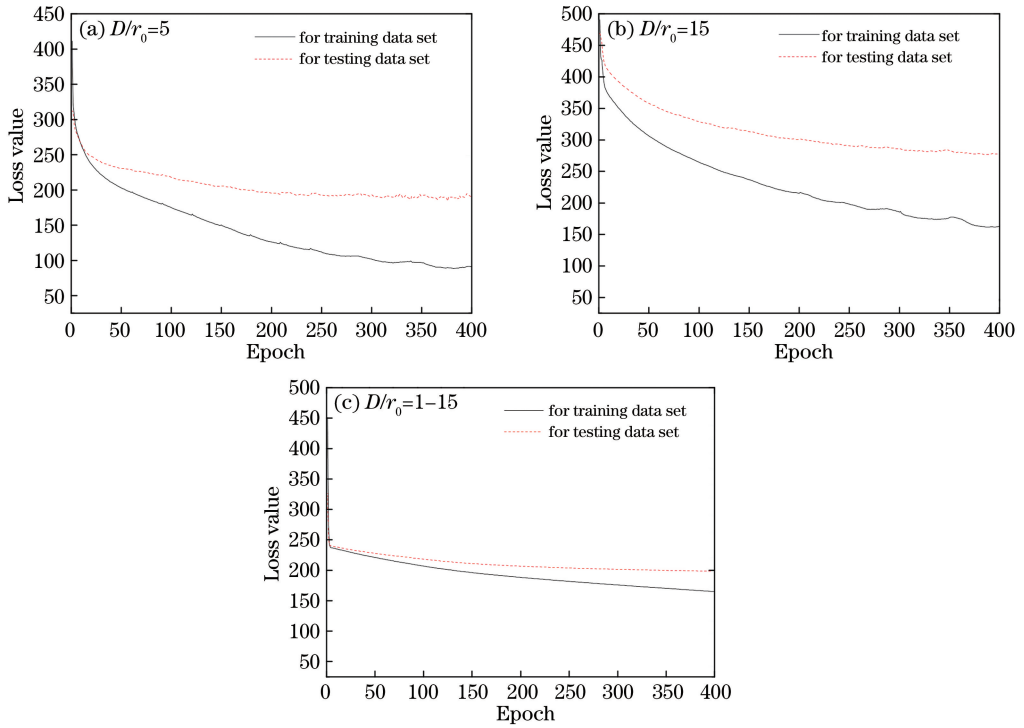 (a) D/r0=5
for training data set
for testing data set
450
400
350
300
250
200
150
100
50
Loss value
0 50 100 150 200 250 300 350 400
Epoch
(b) D/r0=15
for training data set
for testing data set
500
450
400
350
300
250
200
150
100
50
Loss value
0 50 100 150 200 250 300 350 400
Epoch
(c) D/r0=1–15
for training data set
for testing data set
500
450
400
350
300
250
200
150
100
50
Loss value
0 50 100 150 200 250 300 350 400
Epoch